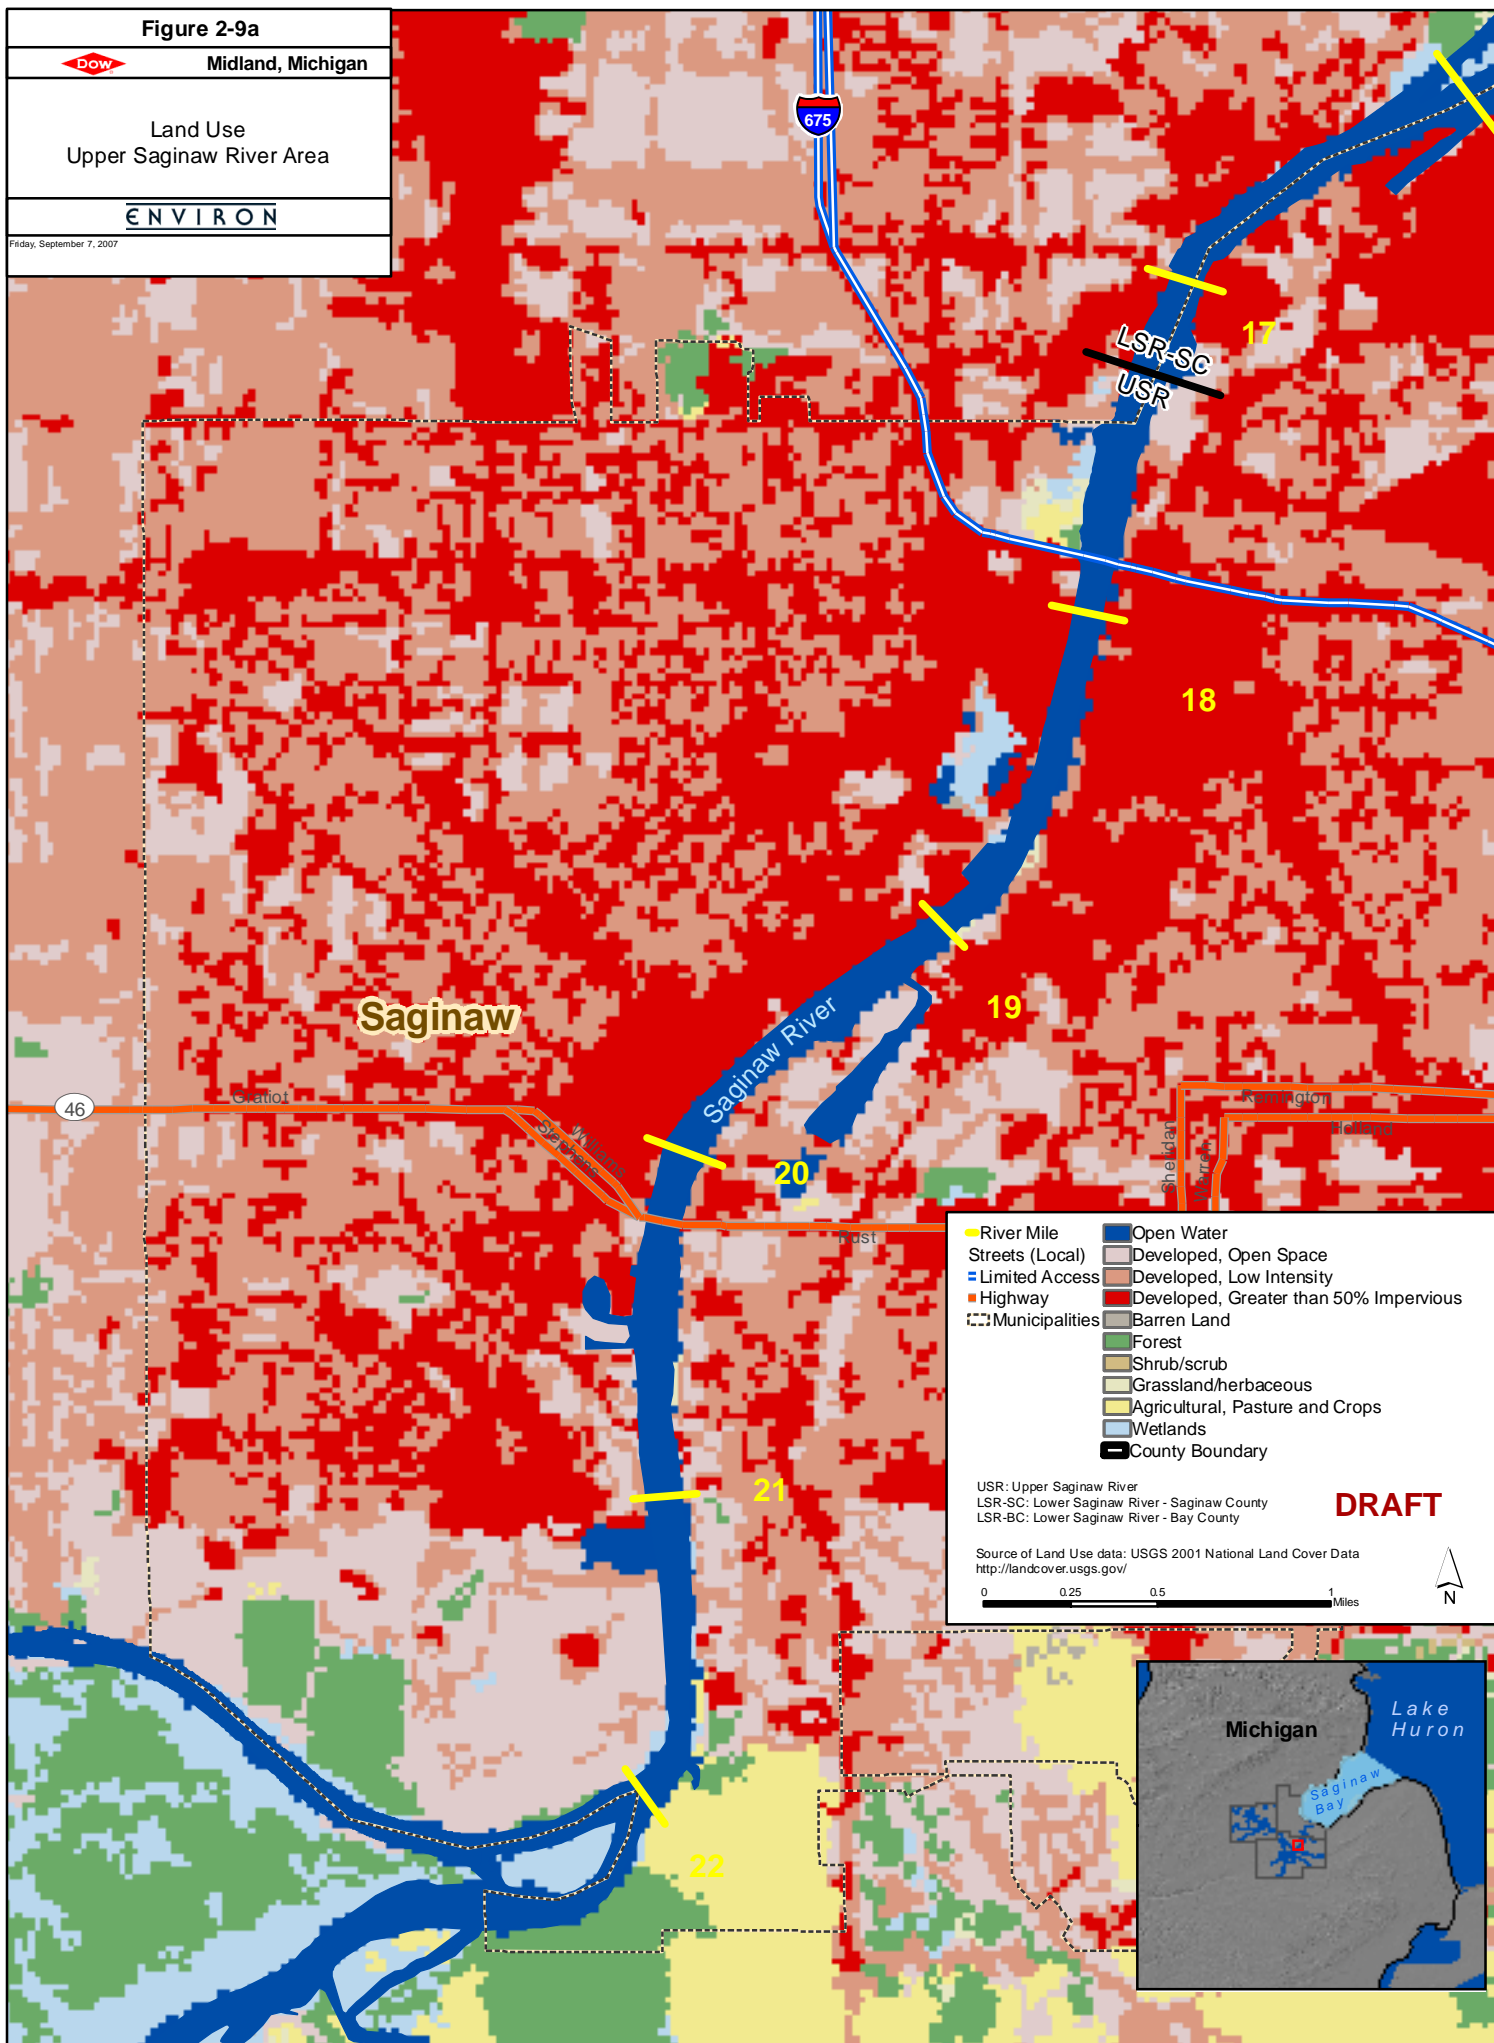 Figure 2-9a
Dow
Midland, Michigan
Land Use
Upper Saginaw River Area
ENVIRON
Friday, September 7, 2007
675
17
LSR-SC
USR
18
19
Saginaw
Saginaw River
46
Gratiot
Williams
Stephens
20
Rust
Remington
Holland
Sheridan
Warren
River Mile
Streets (Local)
Limited Access
Highway
Municipalities
Open Water
Developed, Open Space
Developed, Low Intensity
Developed, Greater than 50% Impervious
Barren Land
Forest
Shrub/scrub
Grassland/herbaceous
Agricultural, Pasture and Crops
Wetlands
County Boundary
USR: Upper Saginaw River
LSR-SC: Lower Saginaw River - Saginaw County
LSR-BC: Lower Saginaw River - Bay County
DRAFT
Source of Land Use data: USGS 2001 National Land Cover Data
http://landcover.usgs.gov/
0 0.25 0.5 1
Miles
N
21
22
Michigan
Lake
Huron
Saginaw
Bay